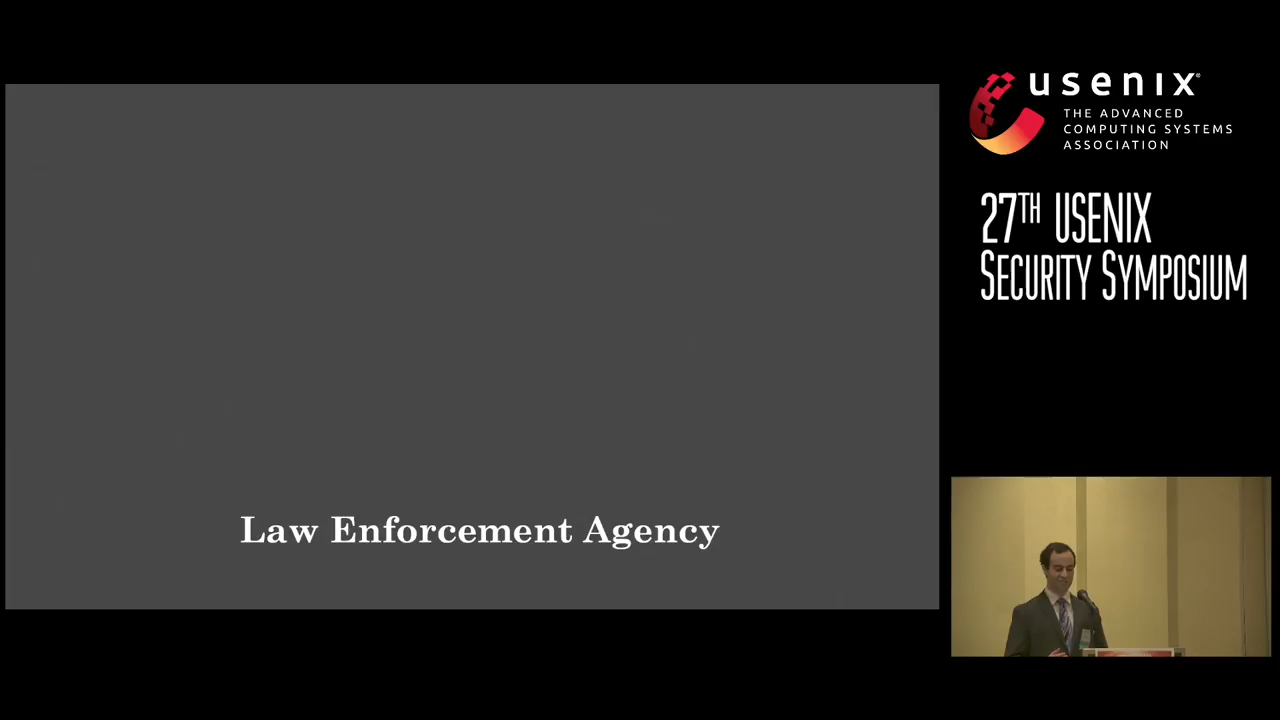 Law Enforcement Agency
usenix
THE ADVANCED
COMPUTING SYSTEMS
ASSOCIATION
27TH USENIX
SECURITY SYMPOSIUM